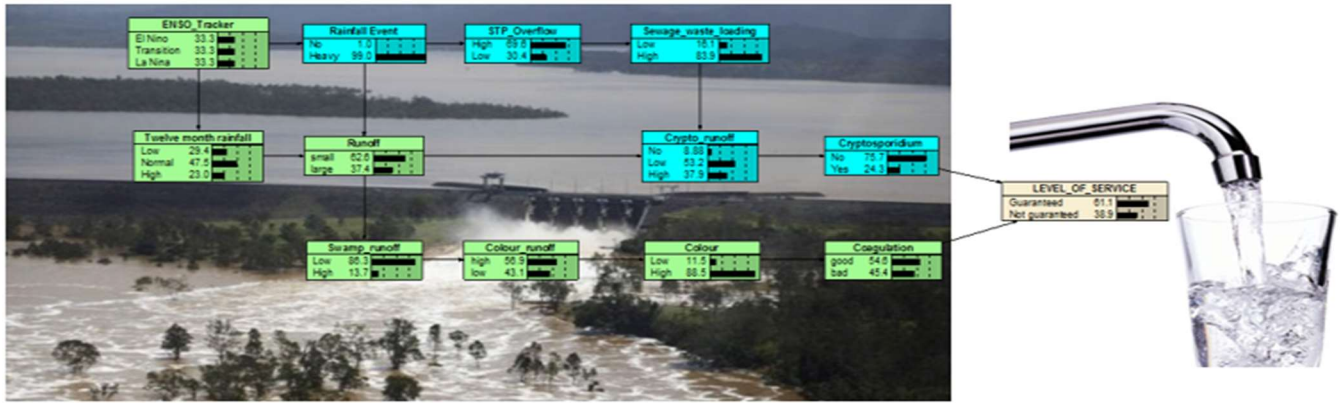 ENSO_Tracker
El Nino 33.3
Transition 33.3
La Nina 33.3
Rainfall Event
No 1.0
Heavy 99.0
STP_Overflow
High 69.6
Low 30.4
Sewage_waste_loading
Low 16.1
High 83.9
Twelve month rainfall
Low 29.4
Normal 47.5
High 23.0
Runoff
small 62.6
large 37.4
Crypto_runoff
No 8.88
Low 53.2
High 37.9
Cryptosporidium
No 75.7
Yes 24.3
LEVEL_OF_SERVICE
Guaranteed 61.1
Not guaranteed 38.9
Swamp_runoff
Low 86.3
High 13.7
Colour_runoff
high 56.9
low 43.1
Colour
Low 11.5
High 88.5
Coagulation
good 54.6
bad 45.4